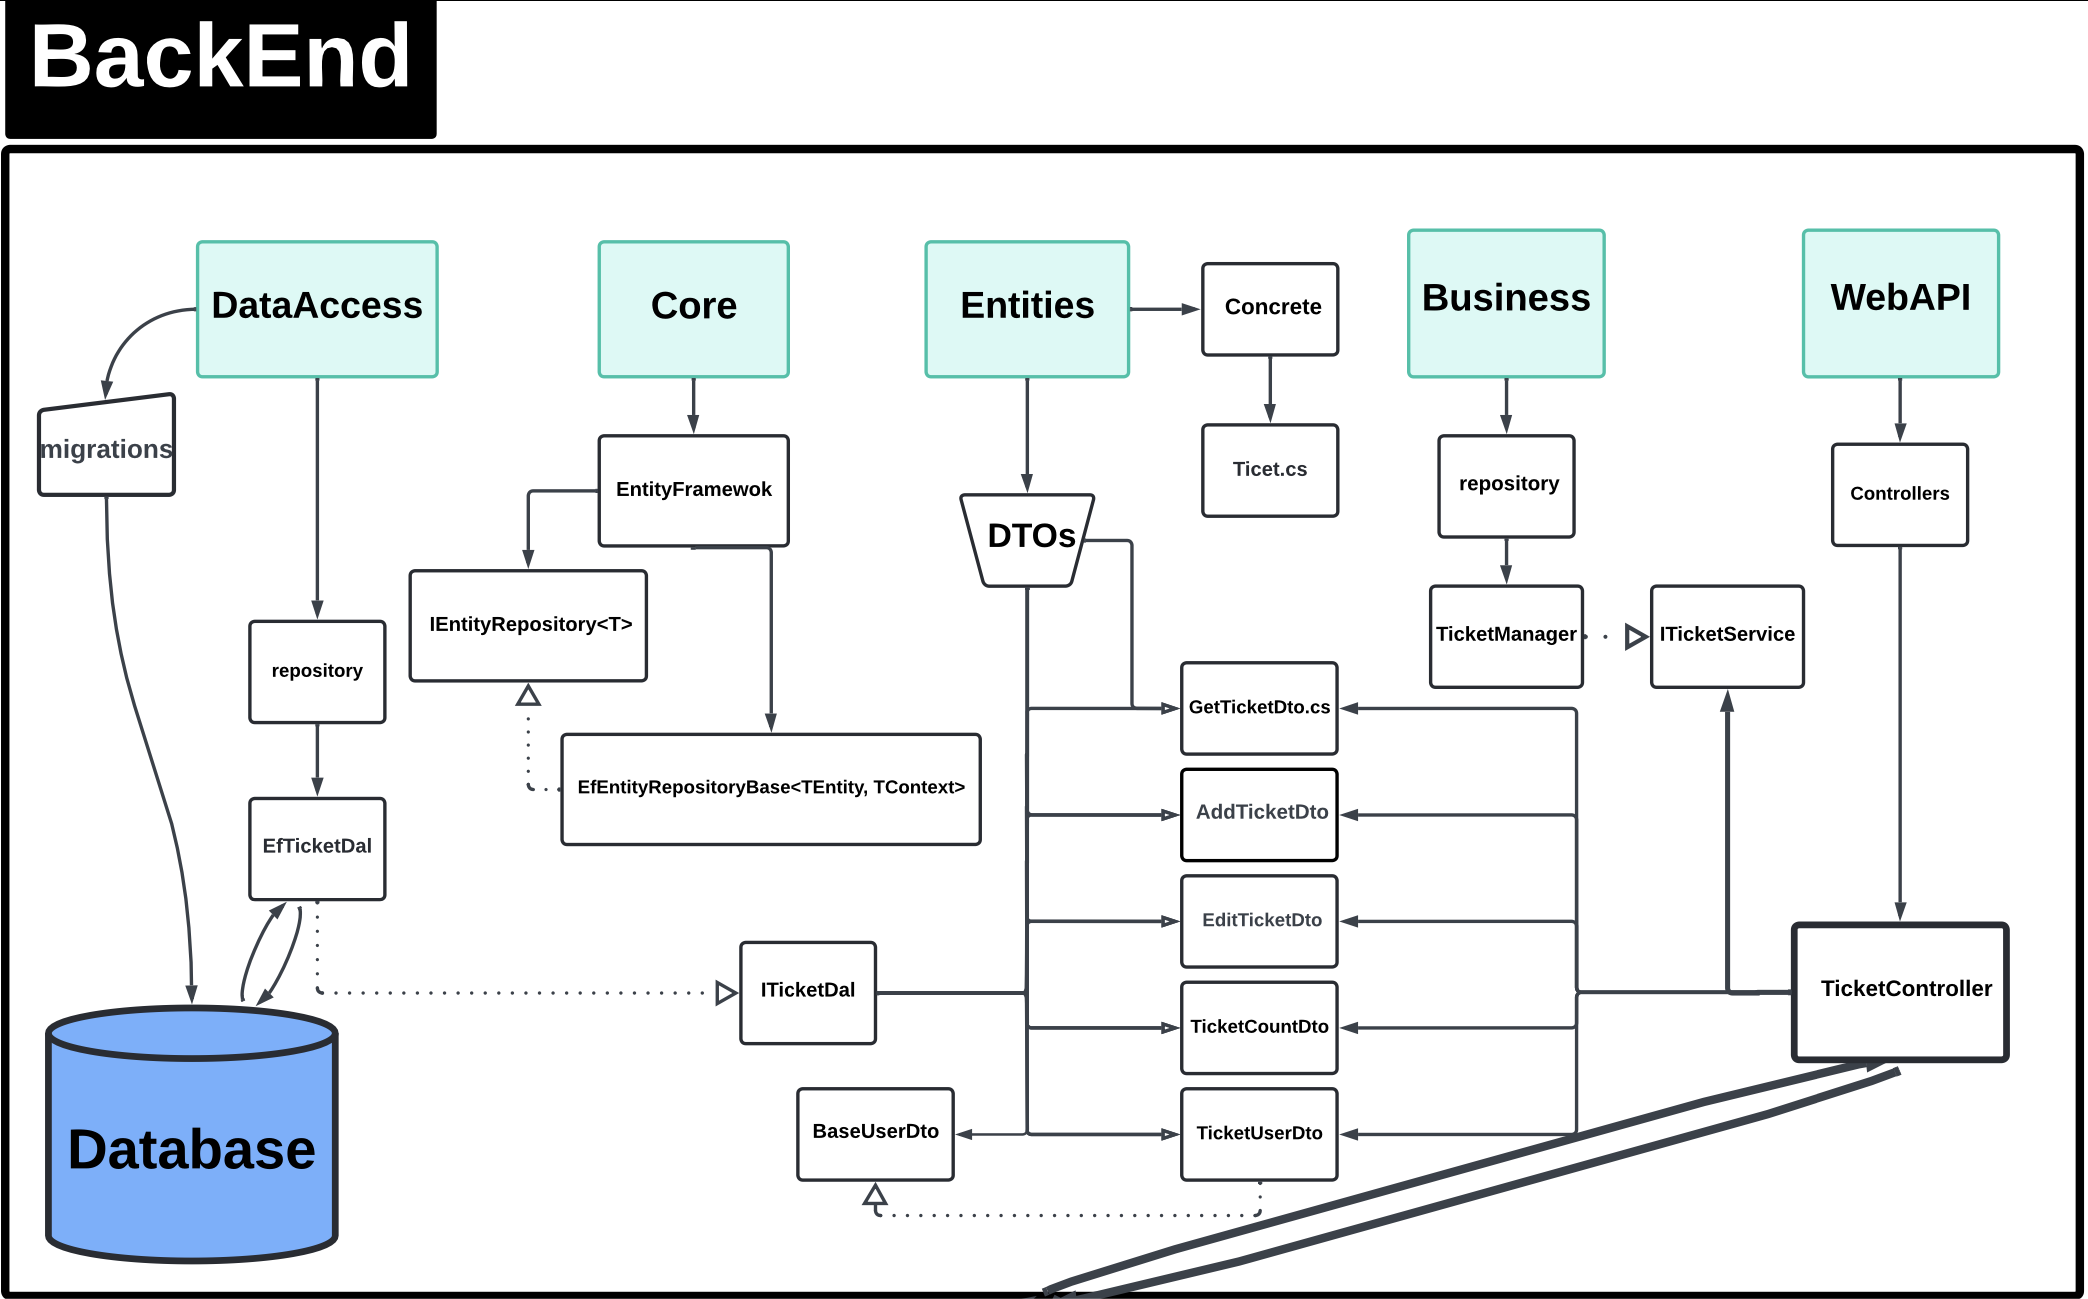 BackEnd
DataAccess
Core
Entities
Concrete
Business
WebAPI
migrations
EntityFramewok
DTOs
Ticet.cs
repository
Controllers
IEntityRepository<T>
repository
TicketManager
ITicketService
GetTicketDto.cs
EfEntityRepositoryBase<TEntity, TContext>
AddTicketDto
EfTicketDal
EditTicketDto
ITicketDal
TicketController
TicketCountDto
BaseUserDto
TicketUserDto
Database